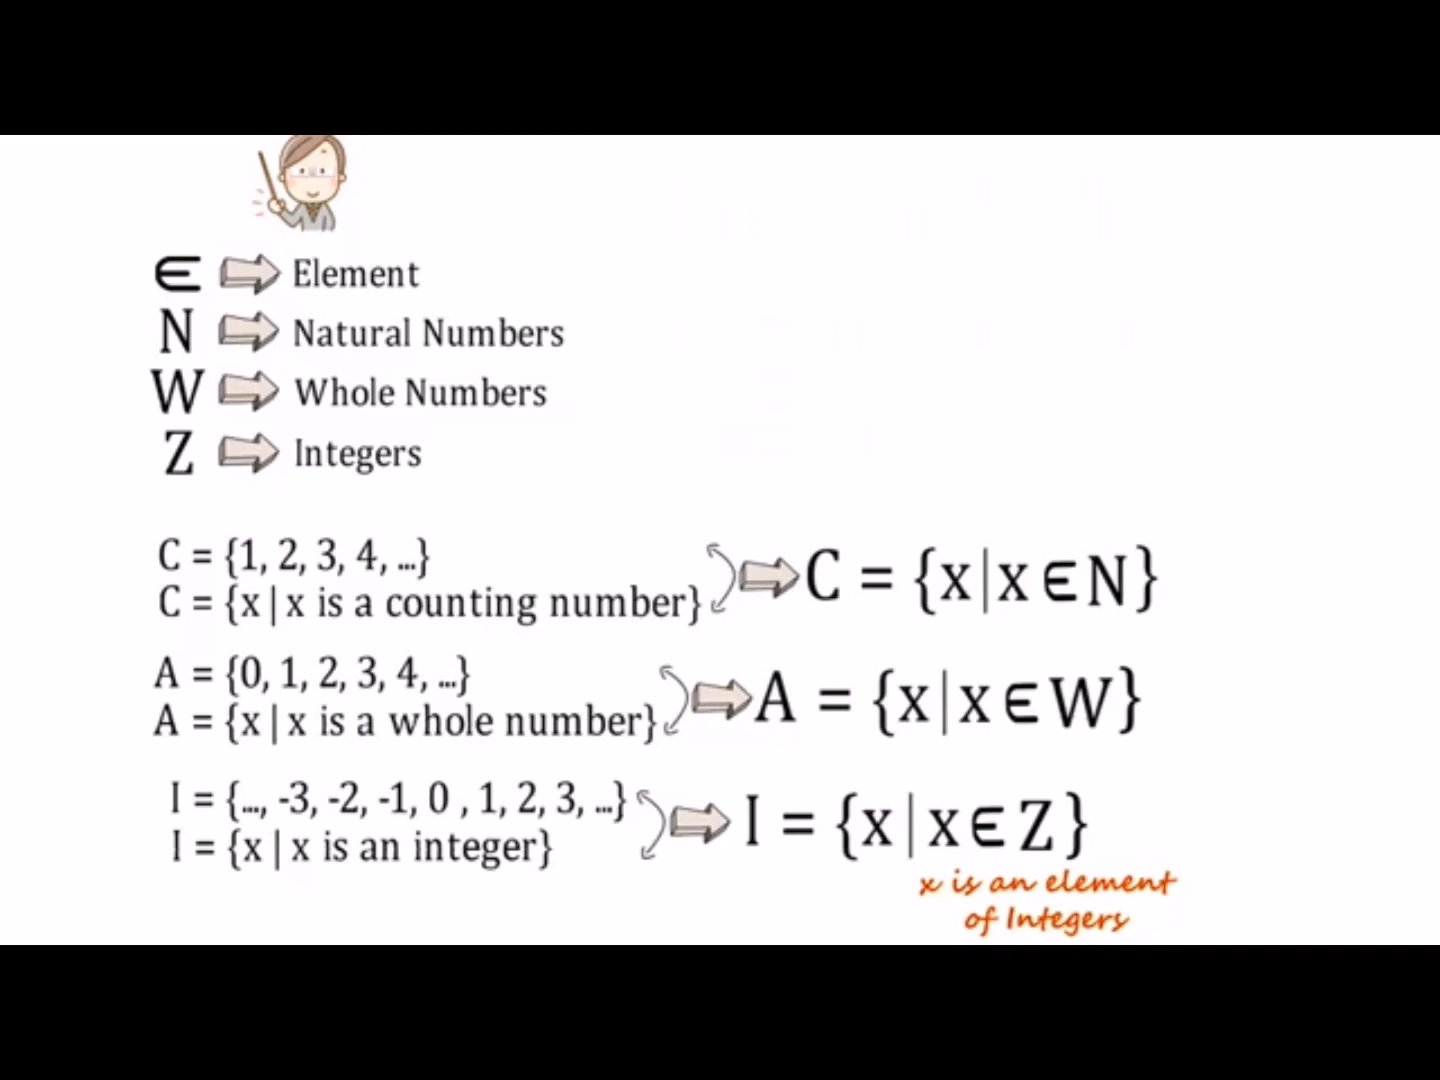 ∈ Element
N Natural Numbers
W Whole Numbers
Z Integers
C = {1, 2, 3, 4, ...}
C = {x | x is a counting number}
C = {x|x∈N}
A = {0, 1, 2, 3, 4, ...}
A = {x | x is a whole number}
A = {x|x∈W}
I = {..., -3, -2, -1, 0 , 1, 2, 3, ...}
I = {x | x is an integer}
I = {x|x∈Z}
x is an element
of Integers